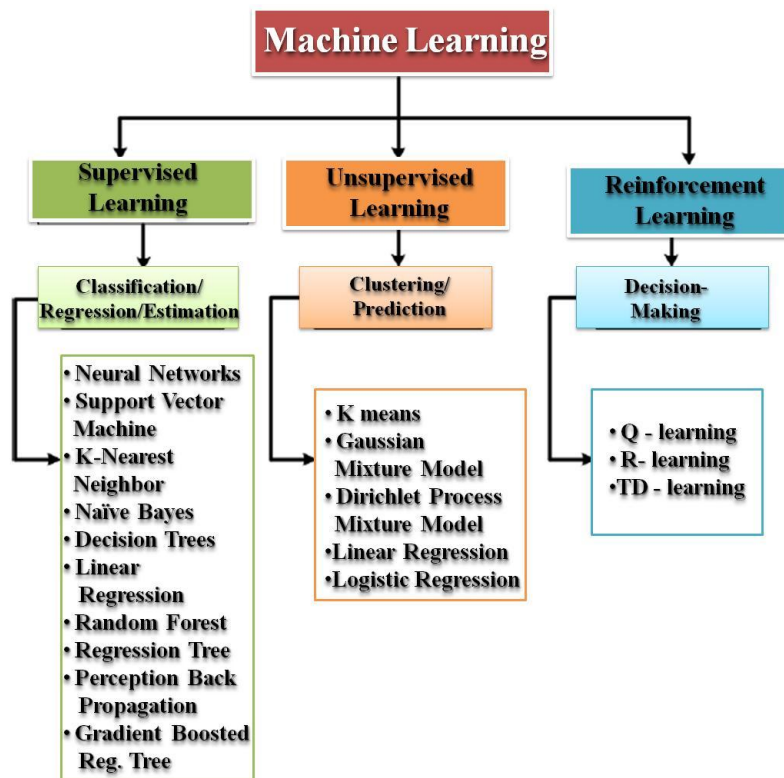 Machine Learning
Supervised
Learning
Unsupervised
Learning
Reinforcement
Learning
Classification/
Regression/Estimation
Clustering/
Prediction
Decision-
Making
• Neural Networks
• Support Vector
Machine
• K-Nearest
Neighbor
• Naïve Bayes
• Decision Trees
• Linear
Regression
• Random Forest
• Regression Tree
• Perception Back
Propagation
• Gradient Boosted
Reg. Tree
• K means
• Gaussian
Mixture Model
• Dirichlet Process
Mixture Model
• Linear Regression
• Logistic Regression
• Q - learning
• R- learning
• TD - learning